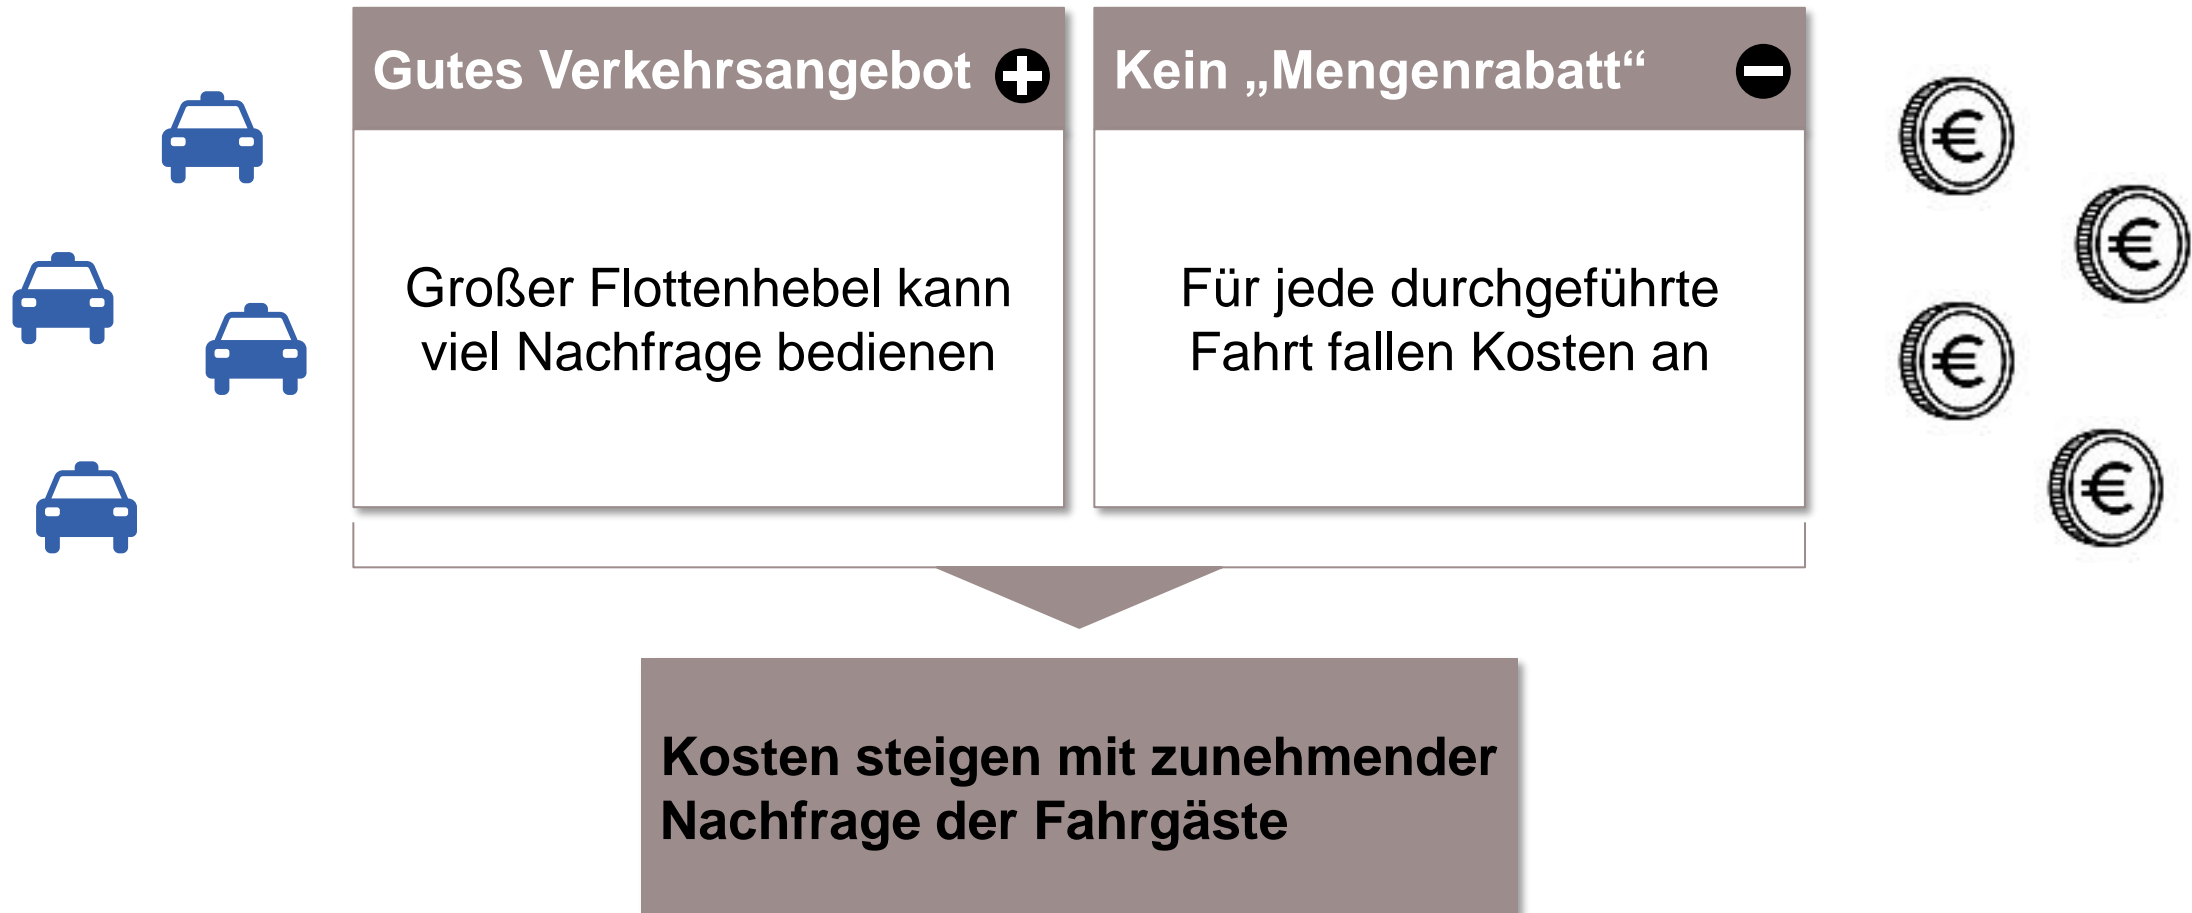 Gutes Verkehrsangebot
Großer Flottenhebel kann
viel Nachfrage bedienen
Kein „Mengenrabatt“
Für jede durchgeführte
Fahrt fallen Kosten an
€
€
€
€
Kosten steigen mit zunehmender
Nachfrage der Fahrgäste